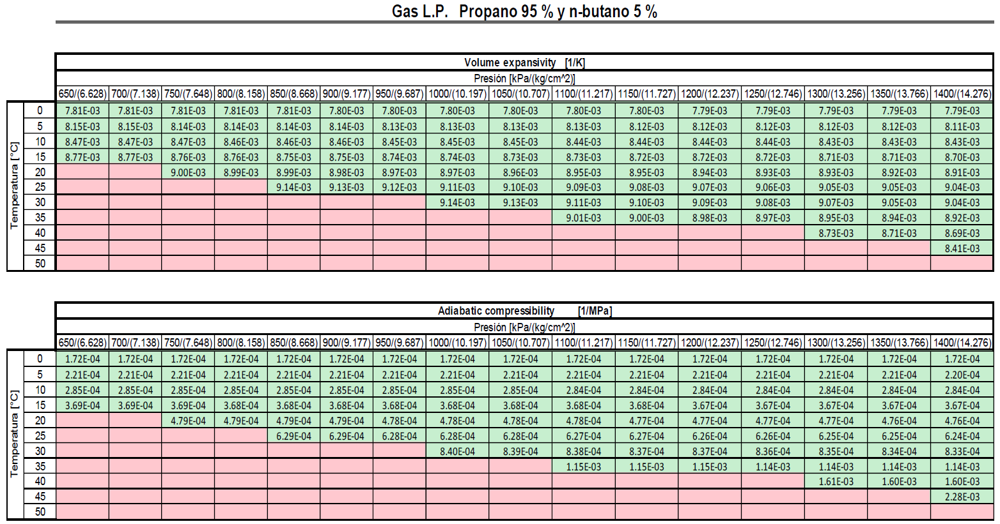 Gas L.P. Propano 95 % y n-butano 5 %
Volume expansivity [1/K]
Presión [kPa/(kg/cm^2)]
650/(6.628) 700/(7.138) 750/(7.648) 800/(8.158) 850/(8.668) 900/(9.177) 950/(9.687) 1000/(10.197) 1050/(10.707) 1100/(11.217) 1150/(11.727) 1200/(12.237) 1250/(12.746) 1300/(13.256) 1350/(13.766) 1400/(14.276)
Temperatura [°C]
0 7.81E-03 7.81E-03 7.81E-03 7.81E-03 7.81E-03 7.80E-03 7.80E-03 7.80E-03 7.80E-03 7.80E-03 7.80E-03 7.79E-03 7.79E-03 7.79E-03 7.79E-03 7.79E-03
5 8.15E-03 8.15E-03 8.14E-03 8.14E-03 8.14E-03 8.14E-03 8.13E-03 8.13E-03 8.13E-03 8.13E-03 8.12E-03 8.12E-03 8.12E-03 8.12E-03 8.12E-03 8.11E-03
10 8.47E-03 8.47E-03 8.47E-03 8.46E-03 8.46E-03 8.46E-03 8.45E-03 8.45E-03 8.45E-03 8.44E-03 8.44E-03 8.44E-03 8.44E-03 8.43E-03 8.43E-03 8.43E-03
15 8.77E-03 8.77E-03 8.76E-03 8.76E-03 8.75E-03 8.75E-03 8.74E-03 8.74E-03 8.73E-03 8.73E-03 8.72E-03 8.72E-03 8.72E-03 8.71E-03 8.71E-03 8.70E-03
20 9.00E-03 8.99E-03 8.99E-03 8.98E-03 8.97E-03 8.97E-03 8.96E-03 8.95E-03 8.95E-03 8.94E-03 8.93E-03 8.93E-03 8.92E-03 8.91E-03
25 9.14E-03 9.13E-03 9.12E-03 9.11E-03 9.10E-03 9.09E-03 9.08E-03 9.07E-03 9.06E-03 9.05E-03 9.05E-03 9.04E-03
30 9.14E-03 9.13E-03 9.11E-03 9.10E-03 9.09E-03 9.08E-03 9.07E-03 9.05E-03 9.04E-03
35 9.01E-03 9.00E-03 8.98E-03 8.97E-03 8.95E-03 8.94E-03 8.92E-03
40 8.73E-03 8.71E-03 8.69E-03
45 8.41E-03
50
Adiabatic compressibility [1/MPa]
Presión [kPa/(kg/cm^2)]
650/(6.628) 700/(7.138) 750/(7.648) 800/(8.158) 850/(8.668) 900/(9.177) 950/(9.687) 1000/(10.197) 1050/(10.707) 1100/(11.217) 1150/(11.727) 1200/(12.237) 1250/(12.746) 1300/(13.256) 1350/(13.766) 1400/(14.276)
Temperatura [°C]
0 1.72E-04 1.72E-04 1.72E-04 1.72E-04 1.72E-04 1.72E-04 1.72E-04 1.72E-04 1.72E-04 1.72E-04 1.72E-04 1.72E-04 1.72E-04 1.72E-04 1.72E-04 1.72E-04
5 2.21E-04 2.21E-04 2.21E-04 2.21E-04 2.21E-04 2.21E-04 2.21E-04 2.21E-04 2.21E-04 2.21E-04 2.21E-04 2.21E-04 2.21E-04 2.21E-04 2.21E-04 2.20E-04
10 2.85E-04 2.85E-04 2.85E-04 2.85E-04 2.85E-04 2.85E-04 2.85E-04 2.85E-04 2.85E-04 2.84E-04 2.84E-04 2.84E-04 2.84E-04 2.84E-04 2.84E-04 2.84E-04
15 3.69E-04 3.69E-04 3.69E-04 3.68E-04 3.68E-04 3.68E-04 3.68E-04 3.68E-04 3.68E-04 3.68E-04 3.68E-04 3.67E-04 3.67E-04 3.67E-04 3.67E-04 3.67E-04
20 4.79E-04 4.79E-04 4.79E-04 4.79E-04 4.78E-04 4.78E-04 4.78E-04 4.78E-04 4.77E-04 4.77E-04 4.77E-04 4.77E-04 4.76E-04 4.76E-04
25 6.29E-04 6.29E-04 6.28E-04 6.28E-04 6.28E-04 6.27E-04 6.27E-04 6.26E-04 6.26E-04 6.25E-04 6.25E-04 6.24E-04
30 8.40E-04 8.39E-04 8.38E-04 8.37E-04 8.37E-04 8.36E-04 8.35E-04 8.34E-04 8.33E-04
35 1.15E-03 1.15E-03 1.15E-03 1.14E-03 1.14E-03 1.14E-03 1.14E-03
40 1.61E-03 1.60E-03 1.60E-03
45 2.28E-03
50